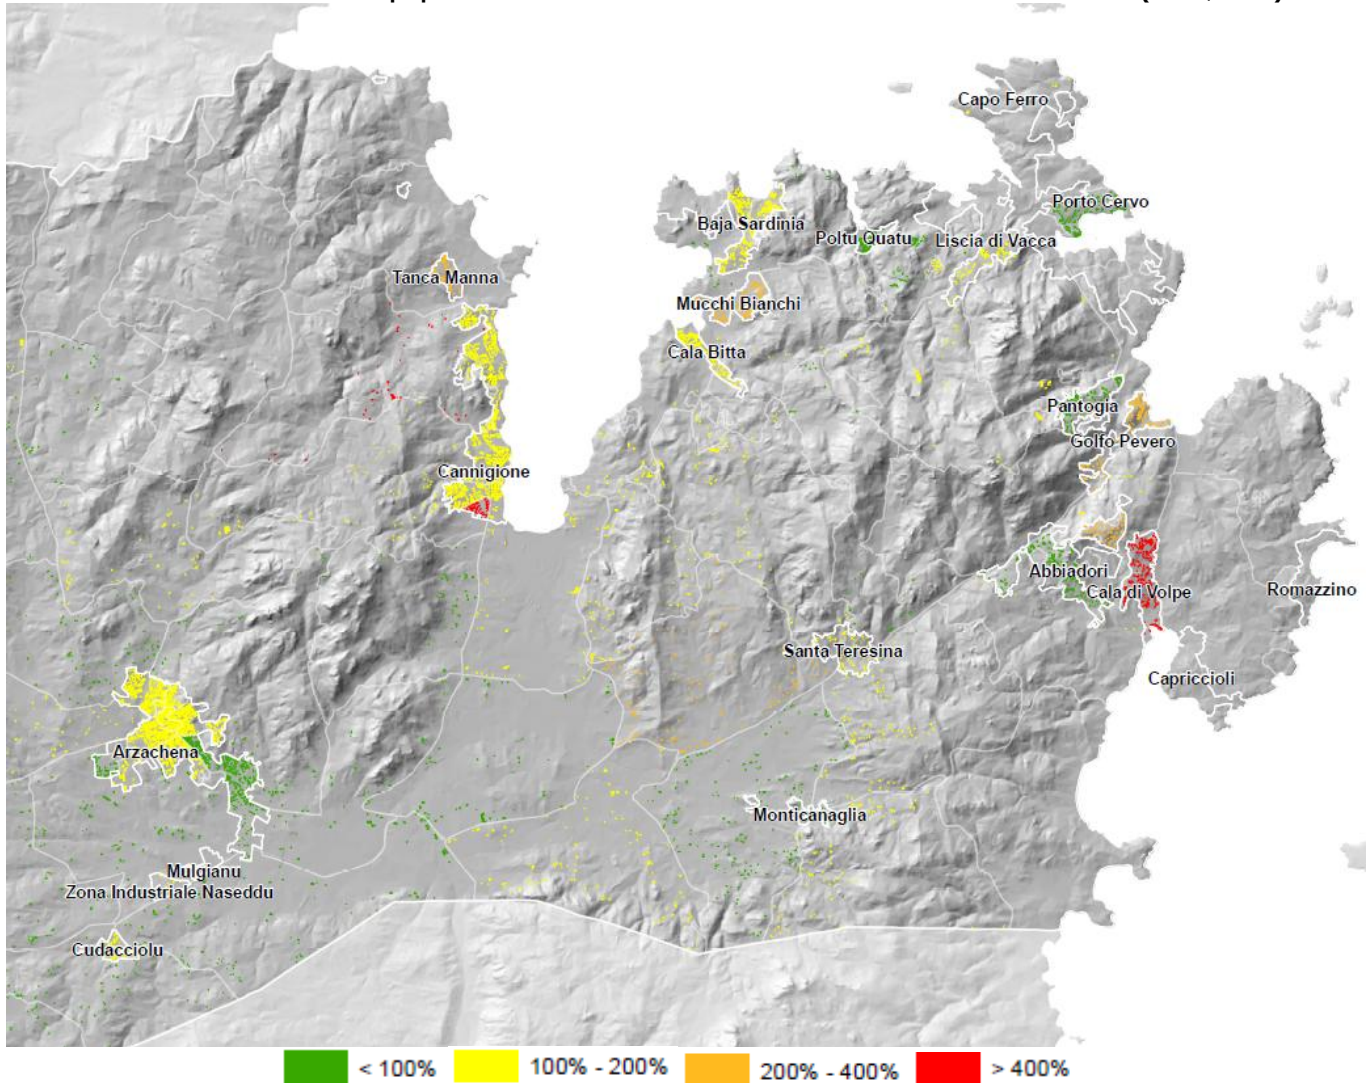 Capo Ferro
Porto Cervo
Baja Sardinia
Poltu Quatu
Liscia di Vacca
Tanca Manna
Mucchi Bianchi
Cala Bitta
Pantogia
Golfo Pevero
Cannigione
Abbiadori
Cala di Volpe
Romazzino
Santa Teresina
Capriccioli
Arzachena
Monticanaglia
Mulgianu
Zona Industriale Naseddu
Cudacciolu
< 100% 100% - 200% 200% - 400% > 400%